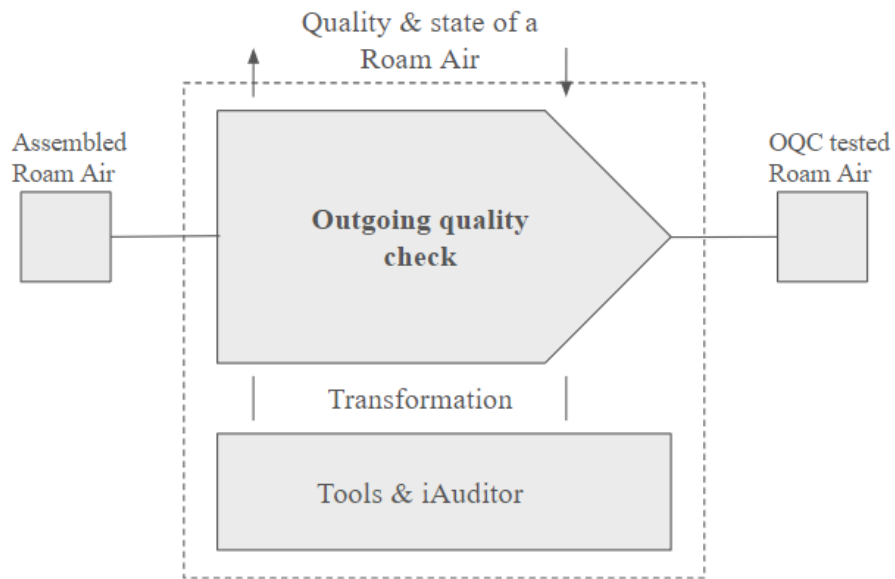 Quality & state of a
Roam Air
Assembled
Roam Air
OQC tested
Roam Air
Outgoing quality
check
Transformation
Tools & iAuditor